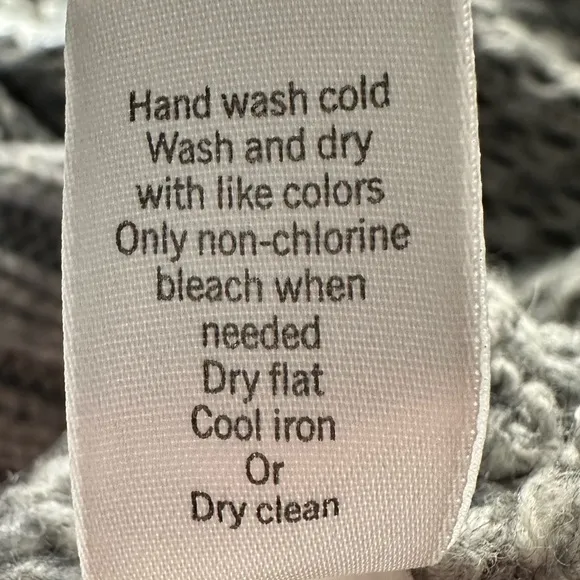 Hand wash cold
Wash and dry
with like colors
Only non-chlorine
bleach when
needed
Dry flat
Cool iron
Or
Dry clean